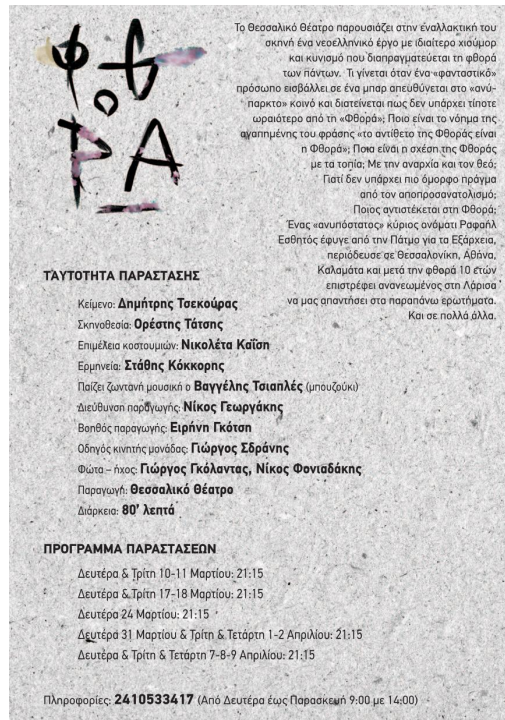 ΦΘΟΡΑ
Το Θεσσαλικό Θέατρο παρουσιάζει στην εναλλακτική του
σκηνή ένα νεοελληνικό έργο με ιδιαίτερο χιούμορ
και κυνισμό που διαπραγματεύεται τη φθορά
των πάντων. Τι γίνεται όταν ένα «φανταστικό»
πρόσωπο εισβάλλει σε ένα μπαρ απευθύνεται στο «ανύ-
παρκτο» κοινό και διατείνεται πως δεν υπάρχει τίποτε
ωραιότερο από τη «Φθορά»; Ποιο είναι το νόημα της
αγαπημένης του φράσης «το αντίθετο της Φθοράς είναι
η Φθορά»; Ποια είναι η σχέση της Φθοράς
με τα τοπία; Με την αναρχία και τον θεό;
Γιατί δεν υπάρχει πιο όμορφο πράγμα
από τον αποπροσανατολισμό;
Ποιος αντιστέκεται στη Φθορά;
Ένας «ανυπόστατος» κύριος ονόματι Ραφαήλ
Εσθητός έφυγε από την Πάτμο για τα Εξάρχεια,
περιόδευσε σε Θεσσαλονίκη, Αθήνα,
Καλαμάτα και μετά την φθορά 10 ετών
επιστρέφει ανανεωμένος στη Λάρισα
να μας απαντήσει στα παραπάνω ερωτήματα.
Και σε πολλά άλλα.
ΤΑΥΤΟΤΗΤΑ ΠΑΡΑΣΤΑΣΗΣ
Κείμενο: Δημήτρης Τσεκούρας
Σκηνοθεσία: Ορέστης Τάτσης
Επιμέλεια κοστουμιών: Νικολέτα Καΐση
Ερμηνεία: Στάθης Κόκκορης
Παίζει ζωντανή μουσική ο Βαγγέλης Τσιαπλές (μπουζούκι)
Διεύθυνση παραγωγής: Νίκος Γεωργάκης
Βοηθός παραγωγής: Ειρήνη Γκότση
Οδηγός κινητής μονάδας: Γιώργος Σδράνης
Φώτα – ήχος: Γιώργος Γκόλαντας, Νίκος Φονιαδάκης
Παραγωγή: Θεσσαλικό Θέατρο
Διάρκεια: 80’ λεπτά
ΠΡΟΓΡΑΜΜΑ ΠΑΡΑΣΤΑΣΕΩΝ
Δευτέρα & Τρίτη 10-11 Μαρτίου: 21:15
Δευτέρα & Τρίτη 17-18 Μαρτίου: 21:15
Δευτέρα 24 Μαρτίου: 21:15
Δευτέρα 31 Μαρτίου & Τρίτη & Τετάρτη 1-2 Απριλίου: 21:15
Δευτέρα & Τρίτη & Τετάρτη 7-8-9 Απριλίου: 21:15
Πληροφορίες: 2410533417 (Από Δευτέρα έως Παρασκευή 9:00 με 14:00)